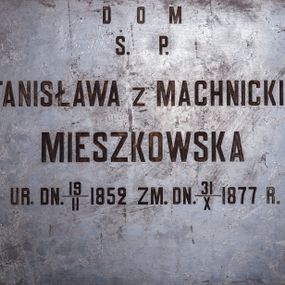 D O M
Ś. P.
TANISŁAWA z MACHNICKI
MIESZKOWSKA
UR. DN. 19/II 1852 ZM. DN. 31/X 1877 R.